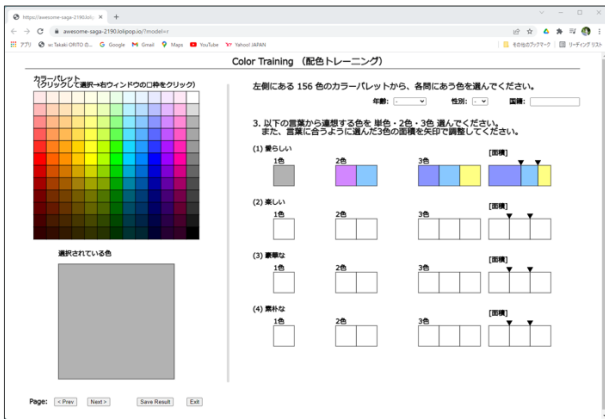 https://awesome-saga-2190.lolipop.io
awesome-saga-2190.lolipop.io/?model=r
アプリ
Google
Gmail
Maps
YouTube
Yahoo! JAPAN
その他のブックマーク
リーディング リスト
Color Training （配色トレーニング）
カラーパレット
（クリックして選択→右ウィンドウの□枠をクリック）
左側にある 156 色のカラーパレットから、各問にあう色を選んでください。
年齢: - 性別: - 国籍:
3. 以下の言葉から連想する色を 単色・2色・3色 選んでください。
また、言葉に合うように選んだ3色の面積を矢印で調整してください。
(1) 愛らしい
1色 2色 3色 [面積]
(2) 楽しい
1色 2色 3色 [面積]
(3) 豪華な
1色 2色 3色 [面積]
(4) 素朴な
1色 2色 3色 [面積]
選択されている色
Page: < Prev Next > Save Result Exit